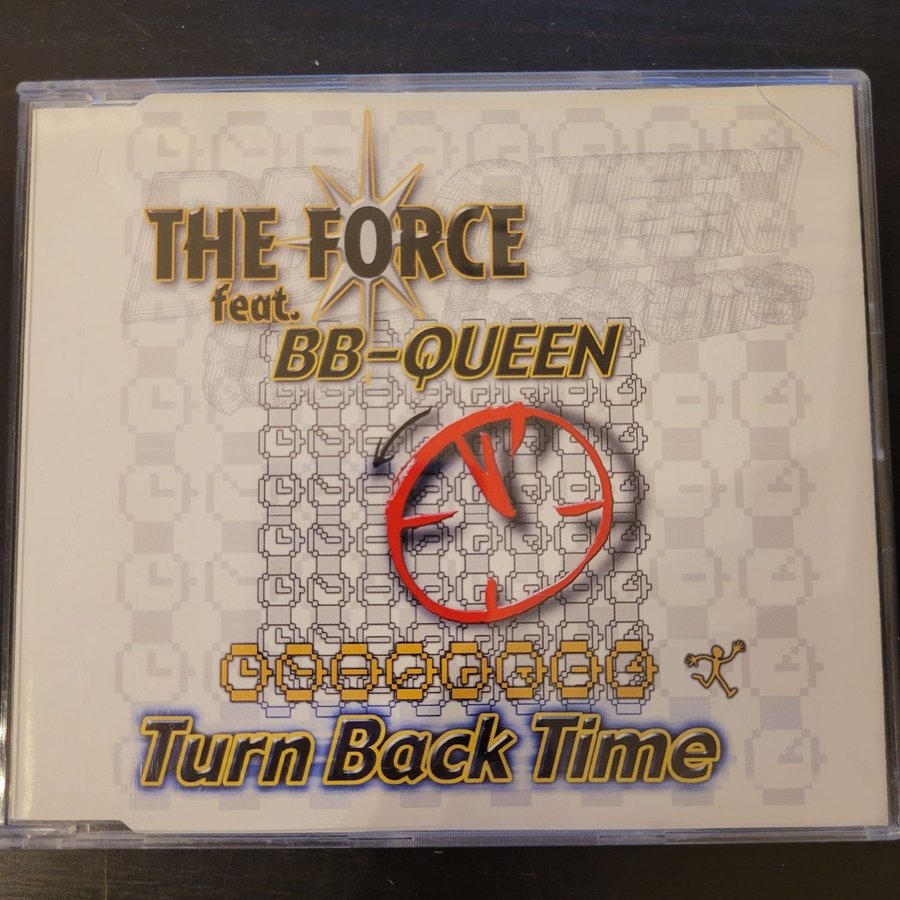 THE FORCE
feat.
BB-QUEEN
Turn Back Time